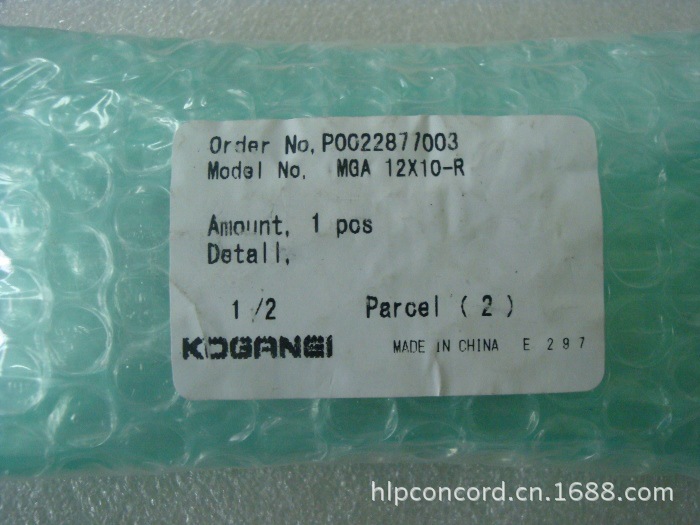 Order No. P0022877003
Model No. MGA 12X10-R
Amount. 1 pcs
Detail.
1/2 Parcel (2)
KOGANEI MADE IN CHINA E 297
hlpconcord.cn.1688.com